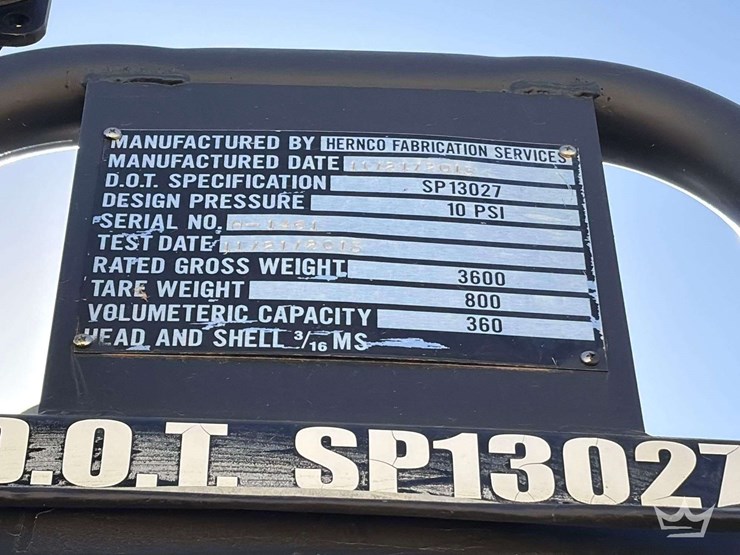 MANUFACTURED BY HERNCO FABRICATION SERVICES
MANUFACTURED DATE
D.O.T. SPECIFICATION SP13027
DESIGN PRESSURE 10 PSI
SERIAL NO.
TEST DATE
RATED GROSS WEIGHT 3600
TARE WEIGHT 800
VOLUMETERIC CAPACITY 360
HEAD AND SHELL 3/16 MS
D.O.T. SP13027